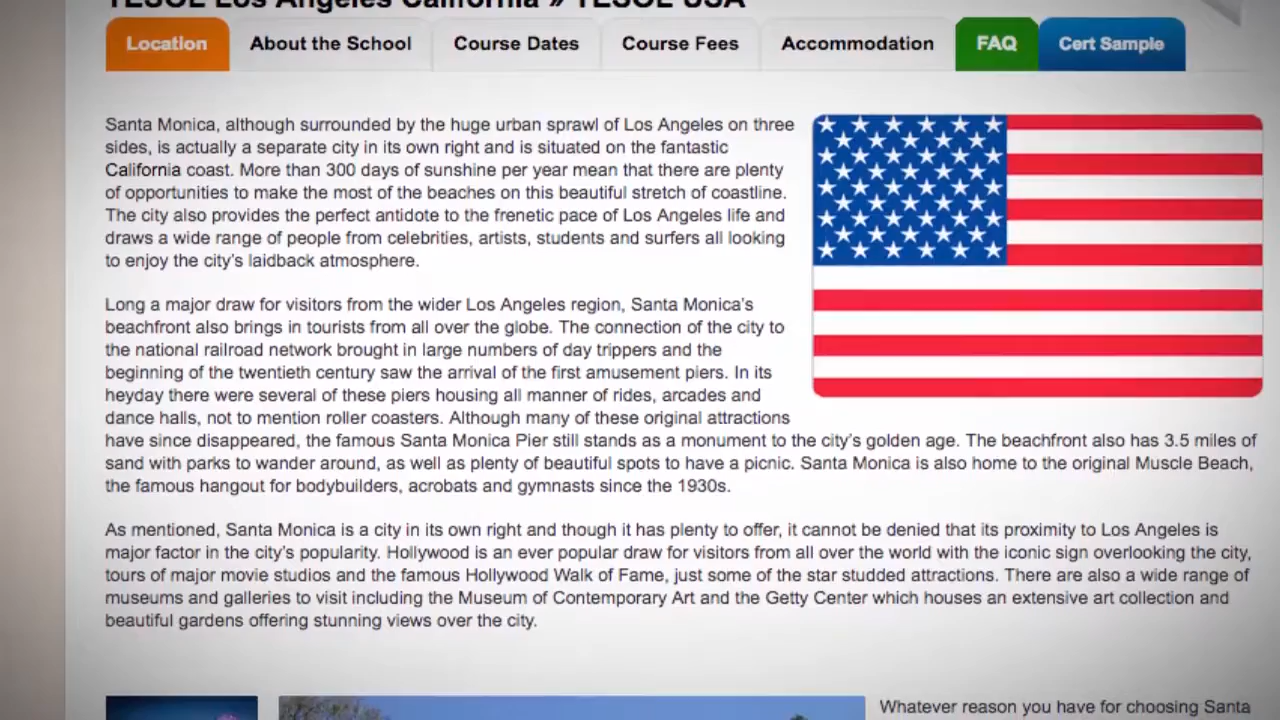 TESOL Los Angeles California » TESOL USA
Location About the School Course Dates Course Fees Accommodation FAQ Cert Sample
Santa Monica, although surrounded by the huge urban sprawl of Los Angeles on three
sides, is actually a separate city in its own right and is situated on the fantastic
California coast. More than 300 days of sunshine per year mean that there are plenty
of opportunities to make the most of the beaches on this beautiful stretch of coastline.
The city also provides the perfect antidote to the frenetic pace of Los Angeles life and
draws a wide range of people from celebrities, artists, students and surfers all looking
to enjoy the city's laidback atmosphere.
Long a major draw for visitors from the wider Los Angeles region, Santa Monica's
beachfront also brings in tourists from all over the globe. The connection of the city to
the national railroad network brought in large numbers of day trippers and the
beginning of the twentieth century saw the arrival of the first amusement piers. In its
heyday there were several of these piers housing all manner of rides, arcades and
dance halls, not to mention roller coasters. Although many of these original attractions
have since disappeared, the famous Santa Monica Pier still stands as a monument to the city's golden age. The beachfront also has 3.5 miles of
sand with parks to wander around, as well as plenty of beautiful spots to have a picnic. Santa Monica is also home to the original Muscle Beach,
the famous hangout for bodybuilders, acrobats and gymnasts since the 1930s.
As mentioned, Santa Monica is a city in its own right and though it has plenty to offer, it cannot be denied that its proximity to Los Angeles is
major factor in the city's popularity. Hollywood is an ever popular draw for visitors from all over the world with the iconic sign overlooking the city,
tours of major movie studios and the famous Hollywood Walk of Fame, just some of the star studded attractions. There are also a wide range of
museums and galleries to visit including the Museum of Contemporary Art and the Getty Center which houses an extensive art collection and
beautiful gardens offering stunning views over the city.
Whatever reason you have for choosing Santa